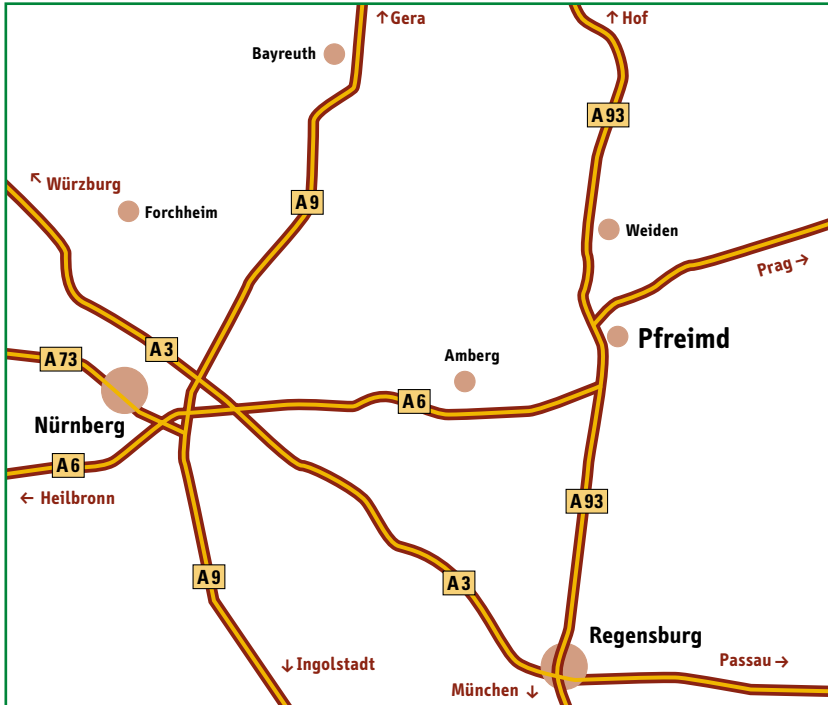 ↑Gera
↑Hof
Bayreuth
A93
↖Würzburg
Forchheim
A9
Weiden
Prag→
A3
A73
Amberg
Pfreimd
Nürnberg
A6
A6
← Heilbronn
A93
A9
A3
↓Ingolstadt
Regensburg
Passau→
München ↓